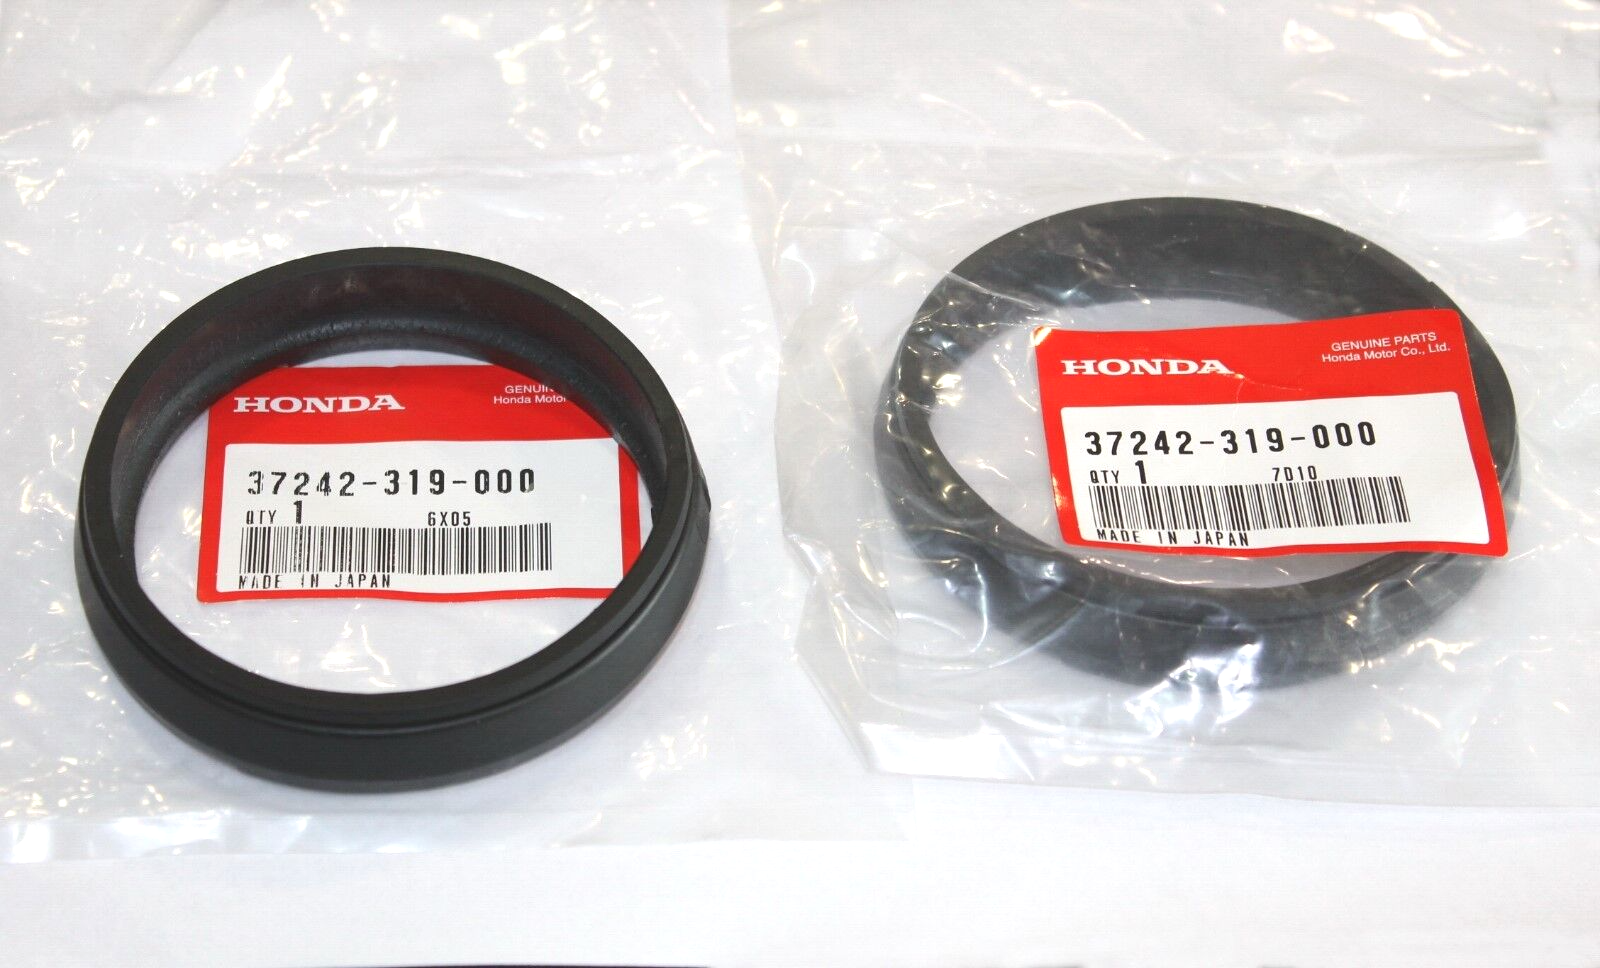 HONDA
GENUIN
Honda Motor
37242-319-000
QTY 1 6X05
MADE IN JAPAN
HONDA
GENUINE PARTS
Honda Motor Co., Ltd.
37242-319-000
QTY 1 7D10
MADE IN JAPAN